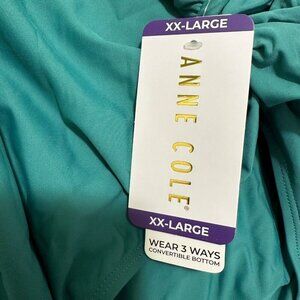 XX-LARGE
ANNE COLE®
XX-LARGE
WEAR 3 WAYS
CONVERTIBLE BOTTOM